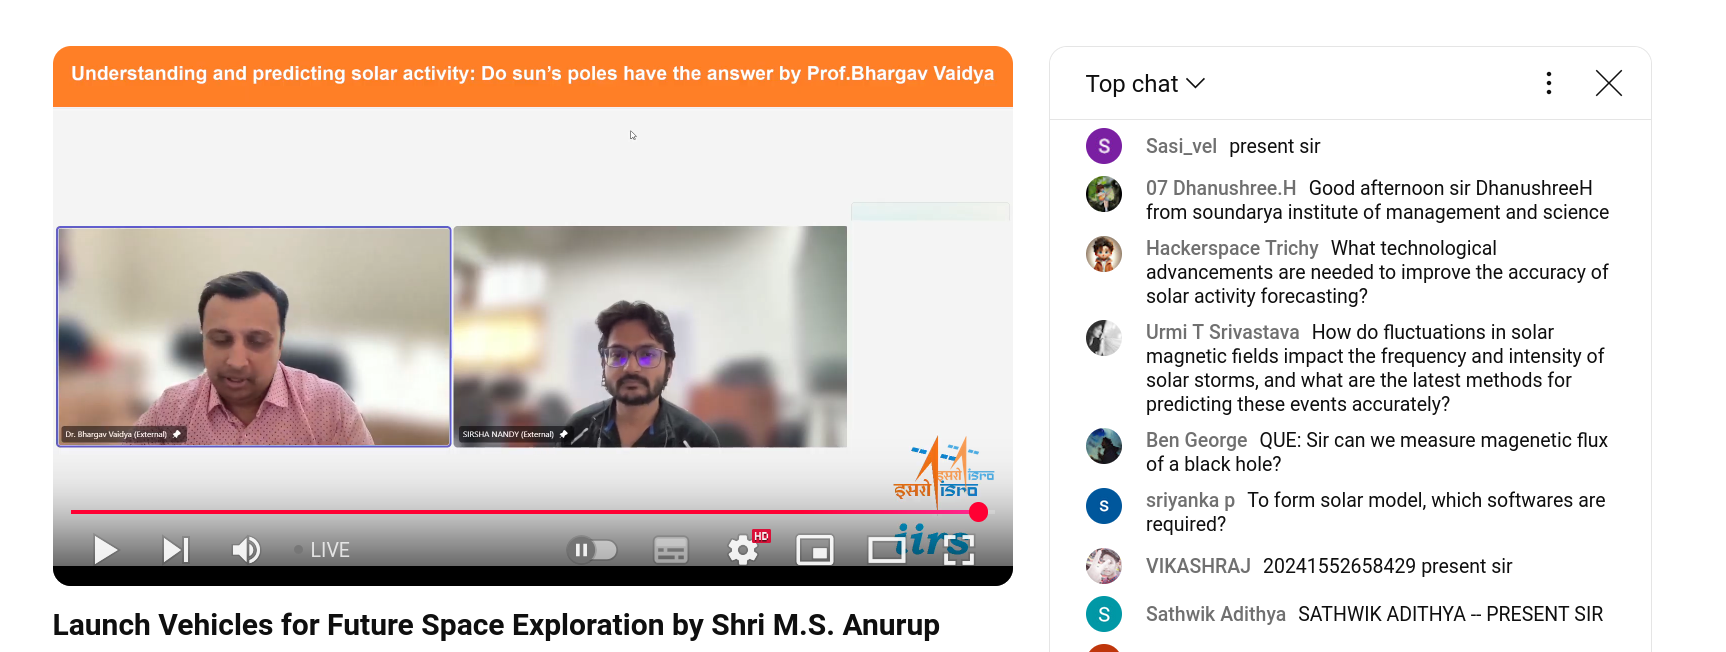 Understanding and predicting solar activity: Do sun's poles have the answer by Prof.Bhargav Vaidya
Dr. Bhargav Vaidya (External)
SIRSHA NANDY (External)
इसरो isro
इसरो isro
iirs
LIVE
HD
Launch Vehicles for Future Space Exploration by Shri M.S. Anurup
Top chat
S
Sasi_vel present sir
07 Dhanushree.H Good afternoon sir DhanushreeH
from soundarya institute of management and science
Hackerspace Trichy What technological
advancements are needed to improve the accuracy of
solar activity forecasting?
Urmi T Srivastava How do fluctuations in solar
magnetic fields impact the frequency and intensity of
solar storms, and what are the latest methods for
predicting these events accurately?
Ben George QUE: Sir can we measure magenetic flux
of a black hole?
s
sriyanka p To form solar model, which softwares are
required?
VIKASHRAJ 20241552658429 present sir
S
Sathwik Adithya SATHWIK ADITHYA -- PRESENT SIR